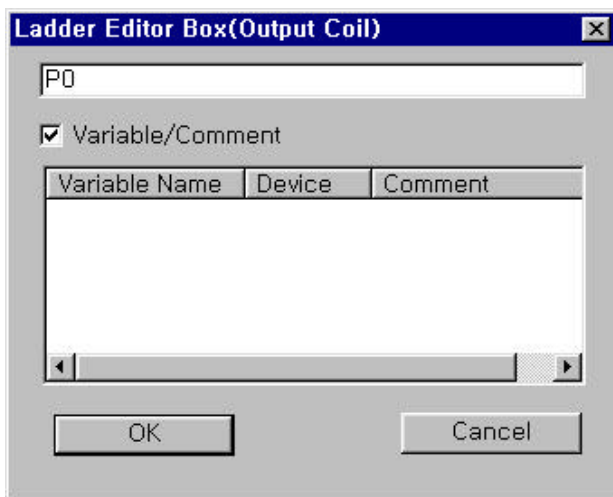 Ladder Editor Box(Output Coil)
P0
Variable/Comment
Variable Name Device Comment
OK Cancel